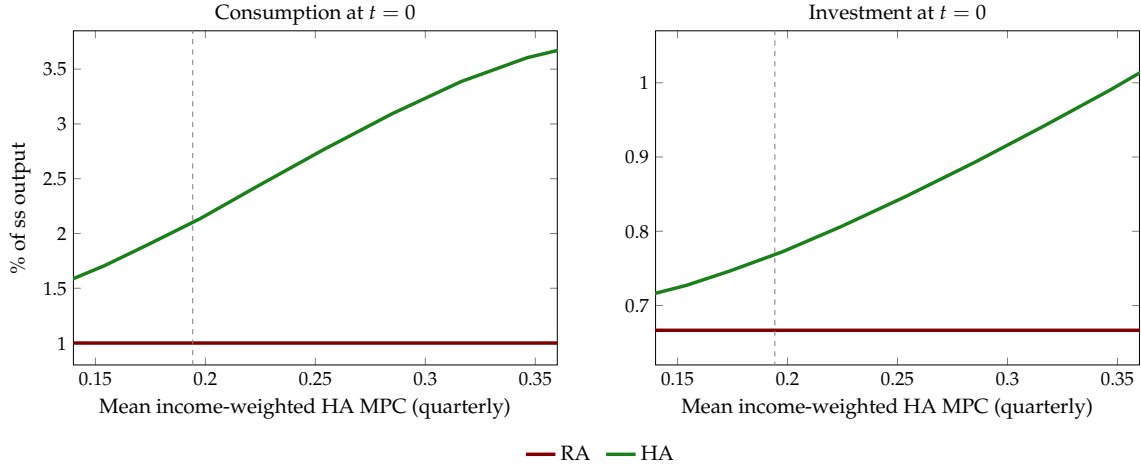 Consumption at t = 0
% of ss output
3.5
3
2.5
2
1.5
1
0.15 0.2 0.25 0.3 0.35
Mean income-weighted HA MPC (quarterly)
Investment at t = 0
1
0.9
0.8
0.7
0.15 0.2 0.25 0.3 0.35
Mean income-weighted HA MPC (quarterly)
RA HA